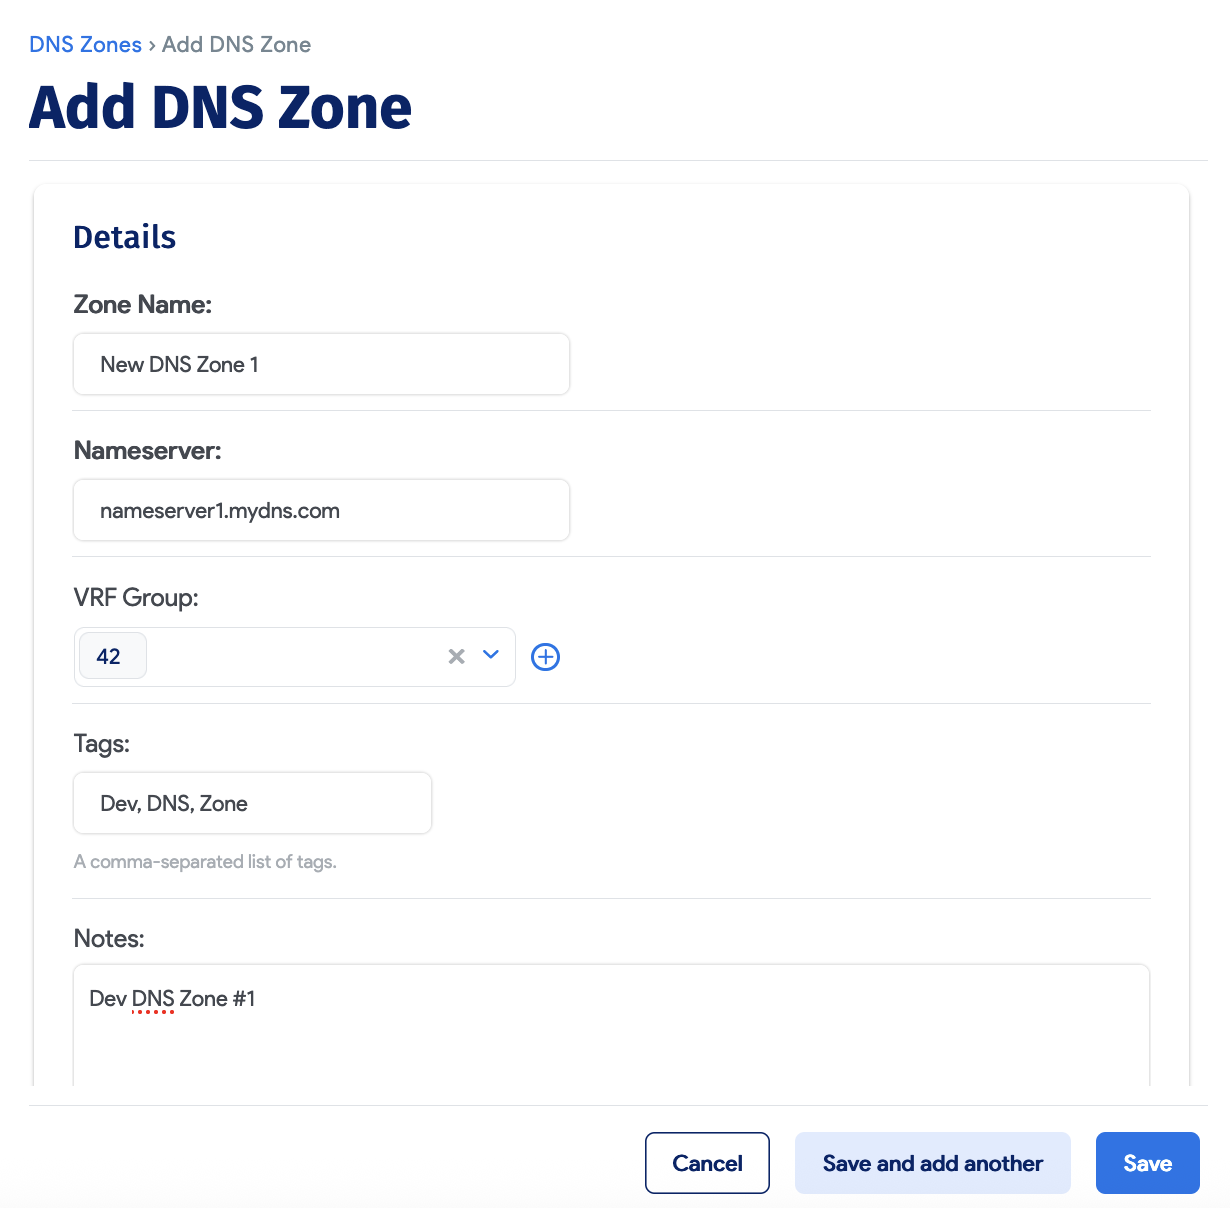 DNS Zones › Add DNS Zone
Add DNS Zone
Details
Zone Name:
New DNS Zone 1
Nameserver:
nameserver1.mydns.com
VRF Group:
42
Tags:
Dev, DNS, Zone
A comma-separated list of tags.
Notes:
Dev DNS Zone #1
Cancel Save and add another Save